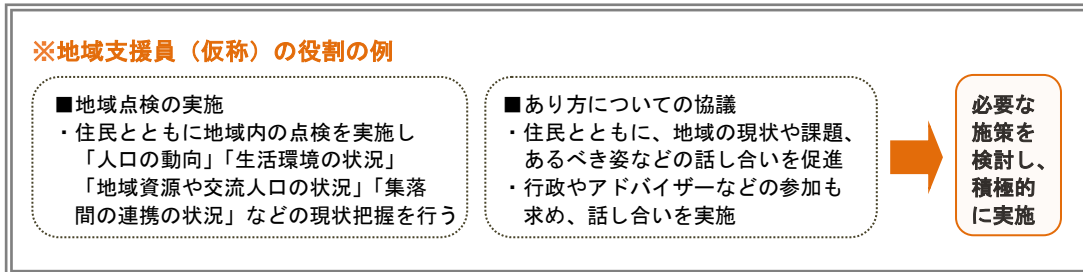 ※地域支援員（仮称）の役割の例
■地域点検の実施
・住民とともに地域内の点検を実施し
「人口の動向」「生活環境の状況」
「地域資源や交流人口の状況」「集落
間の連携の状況」などの現状把握を行う
■あり方についての協議
・住民とともに、地域の現状や課題、
あるべき姿などの話し合いを促進
・行政やアドバイザーなどの参加も
求め、話し合いを実施
必要な
施策を
検討し、
積極的
に実施